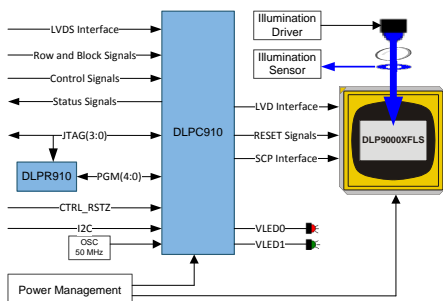 Illumination
Driver
LVDS Interface
Row and Block Signals
Illumination
Sensor
Control Signals
Status Signals
LVD Interface
DLPC910
JTAG(3:0)
RESET Signals
DLP9000XFLS
SCP Interface
DLPR910
PGM(4:0)
CTRL_RSTZ
I2C
VLED0
OSC
50 MHz
VLED1
Power Management